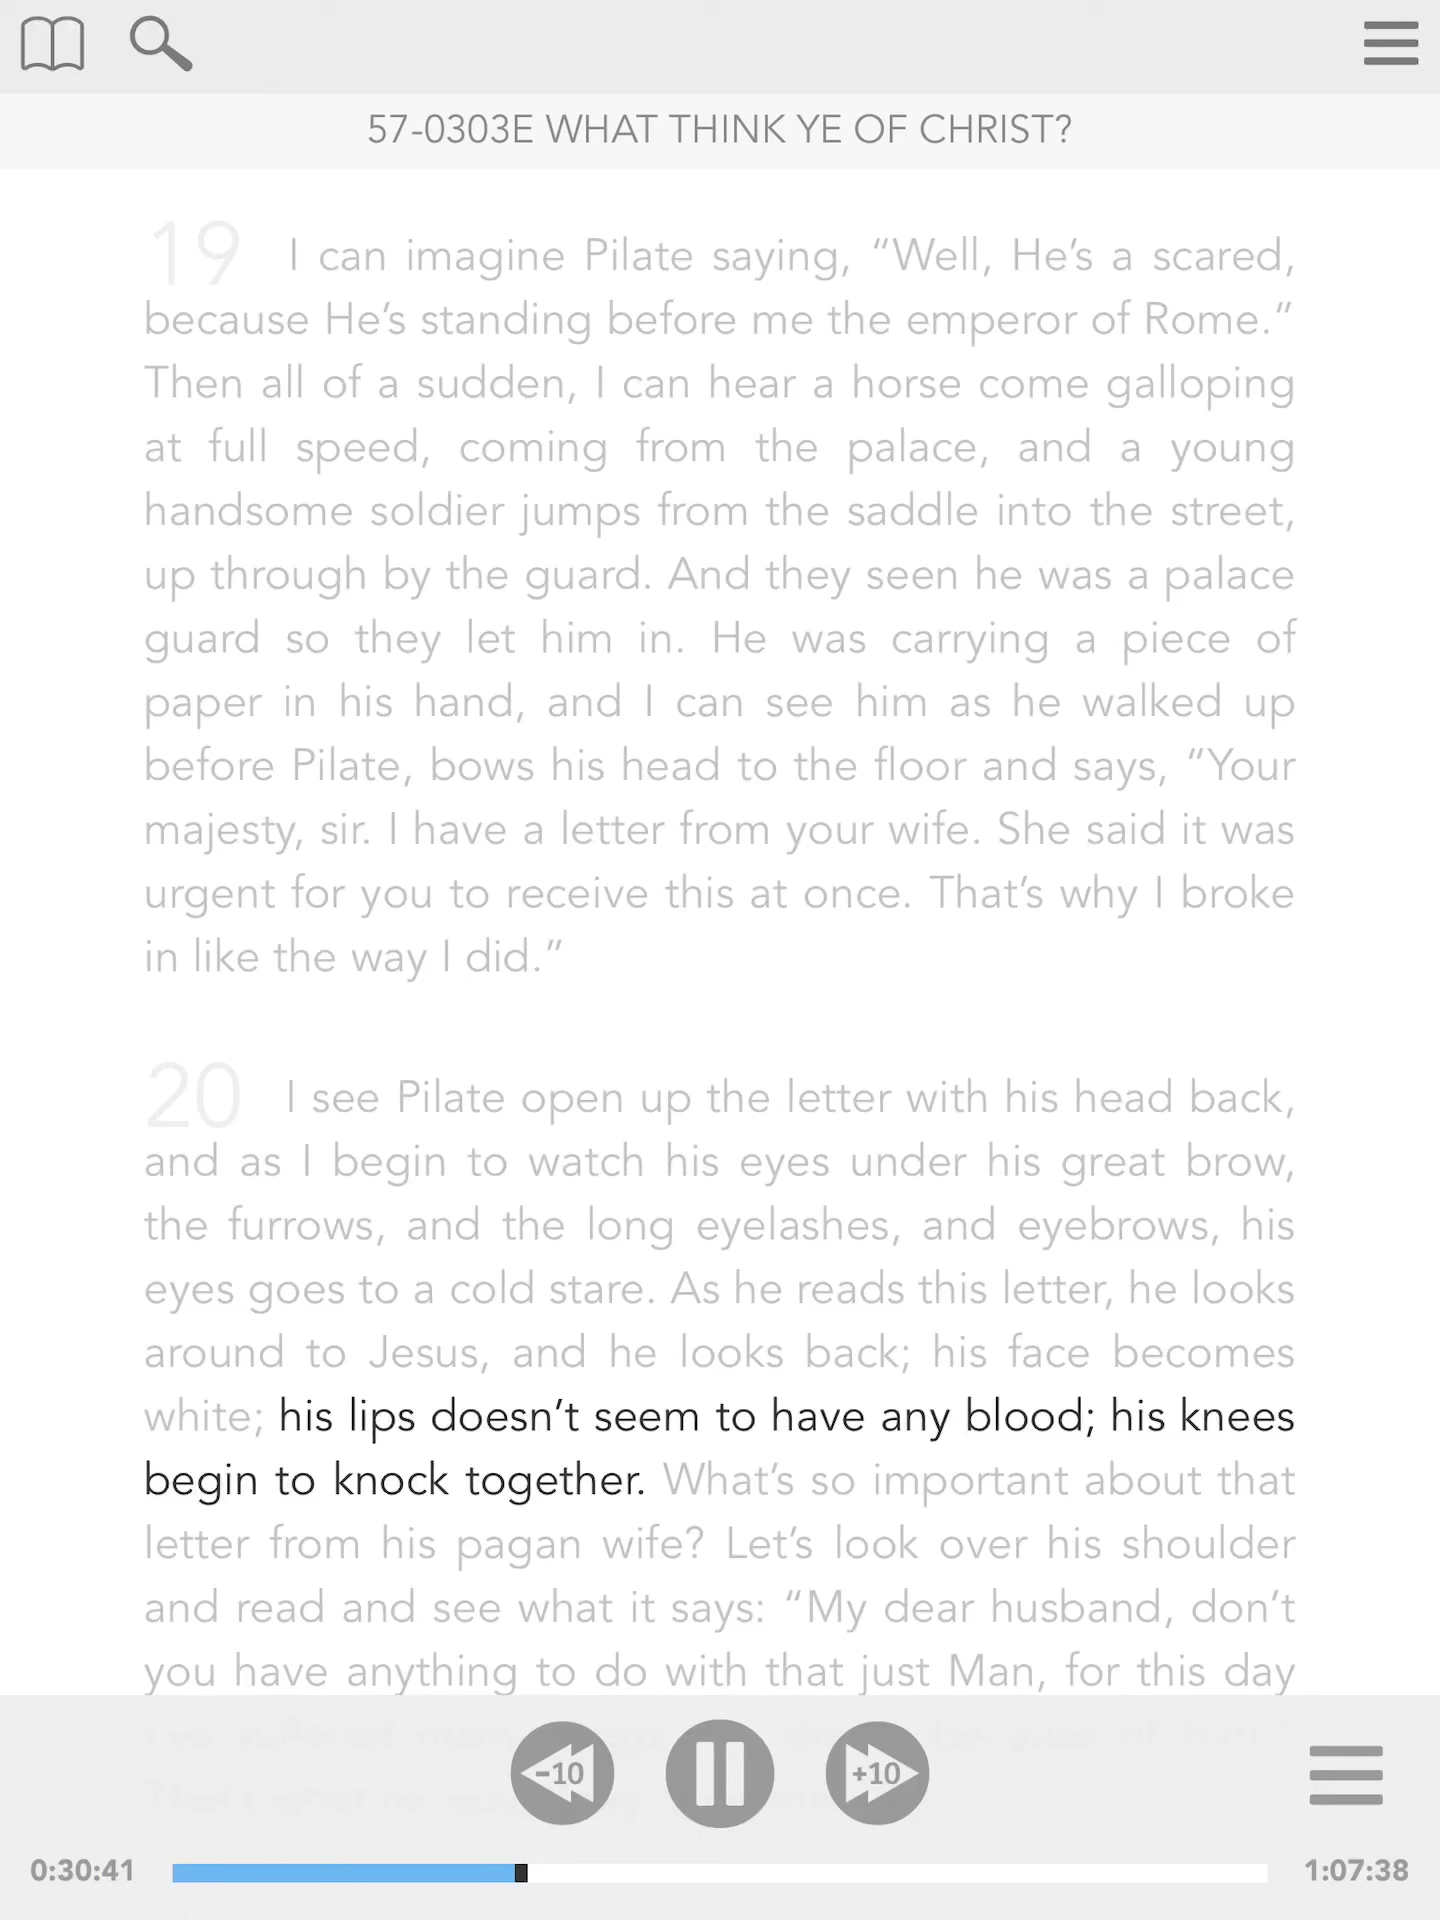 57-0303E WHAT THINK YE OF CHRIST?
19 I can imagine Pilate saying, “Well, He’s a scared,
because He’s standing before me the emperor of Rome.”
Then all of a sudden, I can hear a horse come galloping
at full speed, coming from the palace, and a young
handsome soldier jumps from the saddle into the street,
up through by the guard. And they seen he was a palace
guard so they let him in. He was carrying a piece of
paper in his hand, and I can see him as he walked up
before Pilate, bows his head to the floor and says, “Your
majesty, sir. I have a letter from your wife. She said it was
urgent for you to receive this at once. That’s why I broke
in like the way I did.”
20 I see Pilate open up the letter with his head back,
and as I begin to watch his eyes under his great brow,
the furrows, and the long eyelashes, and eyebrows, his
eyes goes to a cold stare. As he reads this letter, he looks
around to Jesus, and he looks back; his face becomes
white; his lips doesn’t seem to have any blood; his knees
begin to knock together. What’s so important about that
letter from his pagan wife? Let’s look over his shoulder
and read and see what it says: “My dear husband, don’t
you have anything to do with that just Man, for this day
-10
+10
0:30:41
1:07:38